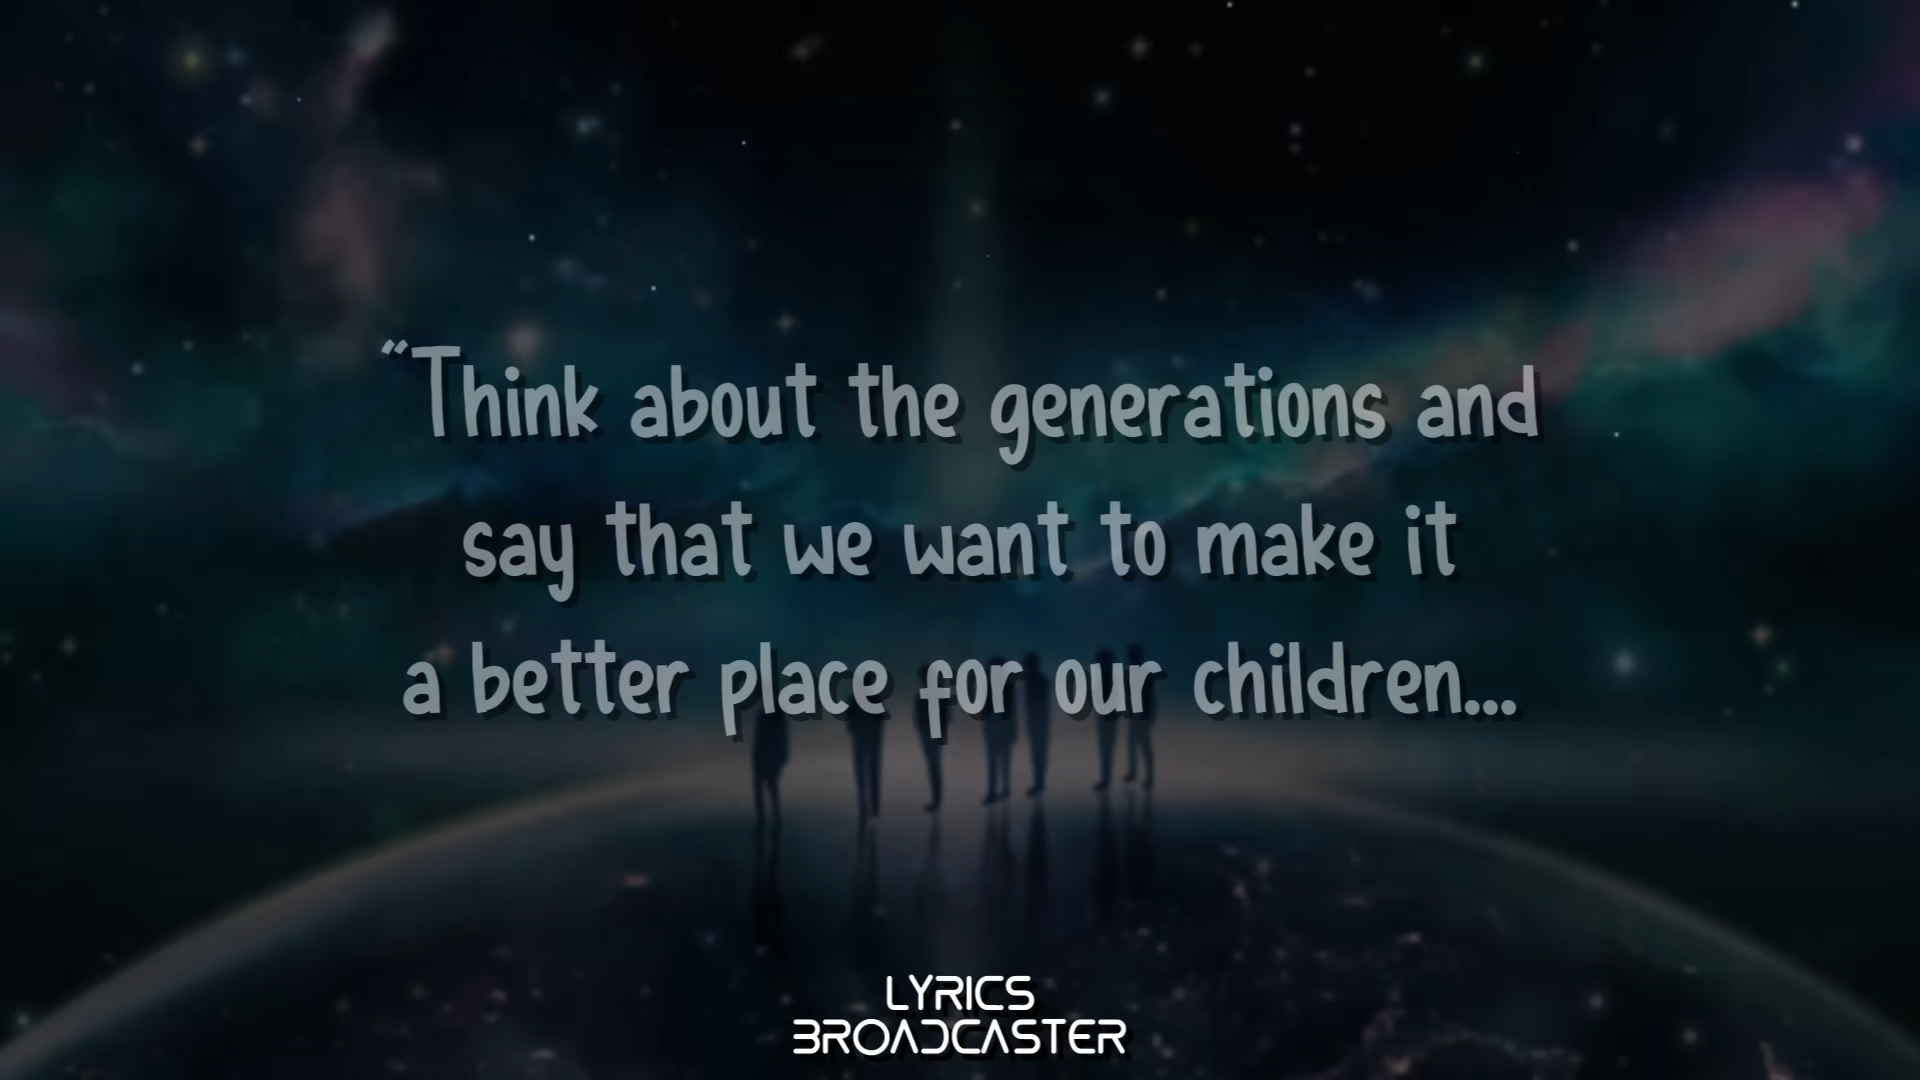 “Think about the generations and
say that we want to make it
a better place for our children...
LYRICS
BROADCASTER